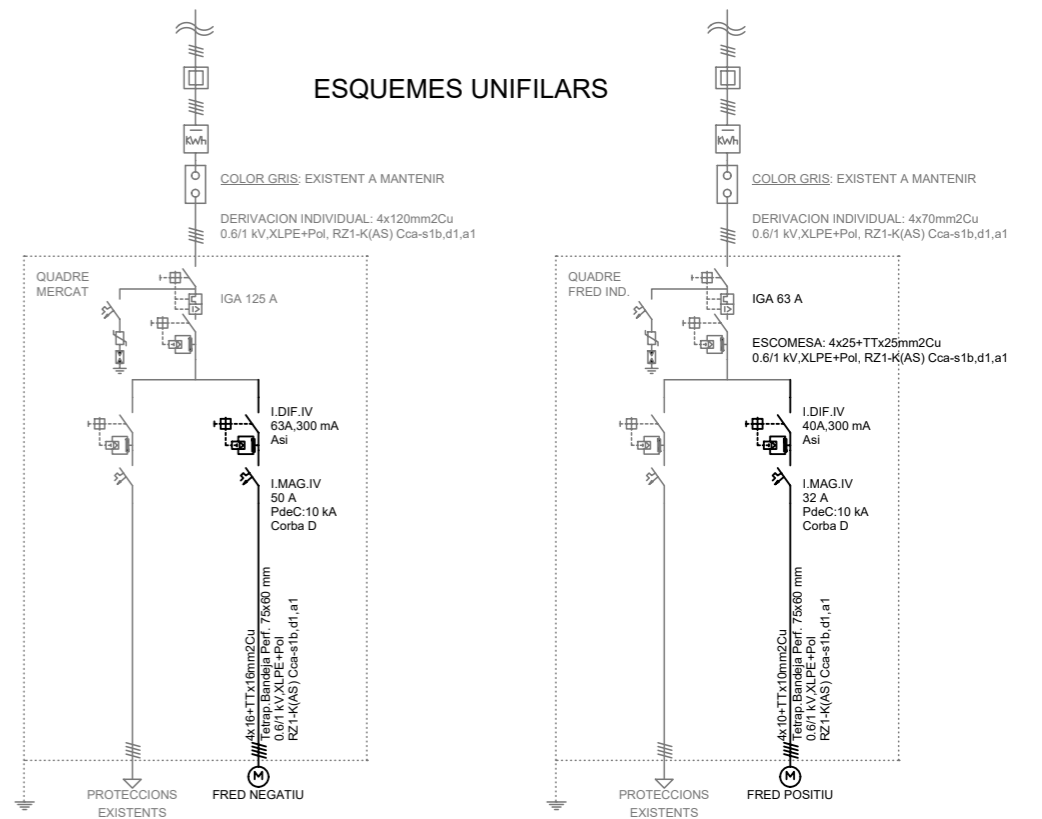 ESQUEMES UNIFILARS
KWh
COLOR GRIS: EXISTENT A MANTENIR
DERIVACION INDIVIDUAL: 4x120mm2Cu
0.6/1 kV,XLPE+Pol, RZ1-K(AS) Cca-s1b,d1,a1
QUADRE
MERCAT
IGA 125 A
I.DIF.IV
63A,300 mA
Asi
I.MAG.IV
50 A
PdeC:10 kA
Corba D
4x16+TTx16mm2Cu
Tetrap.Bandeja Perf. 75x60 mm
0.6/1 kV,XLPE+Pol
RZ1-K(AS) Cca-s1b,d1,a1
M
PROTECCIONS
EXISTENTS
FRED NEGATIU
KWh
COLOR GRIS: EXISTENT A MANTENIR
DERIVACION INDIVIDUAL: 4x70mm2Cu
0.6/1 kV,XLPE+Pol, RZ1-K(AS) Cca-s1b,d1,a1
QUADRE
FRED IND.
IGA 63 A
ESCOMESA: 4x25+TTx25mm2Cu
0.6/1 kV,XLPE+Pol, RZ1-K(AS) Cca-s1b,d1,a1
I.DIF.IV
40A,300 mA
Asi
I.MAG.IV
32 A
PdeC:10 kA
Corba D
4x10+TTx10mm2Cu
Tetrap.Bandeja Perf. 75x60 mm
0.6/1 kV,XLPE+Pol
RZ1-K(AS) Cca-s1b,d1,a1
M
PROTECCIONS
EXISTENTS
FRED POSITIU